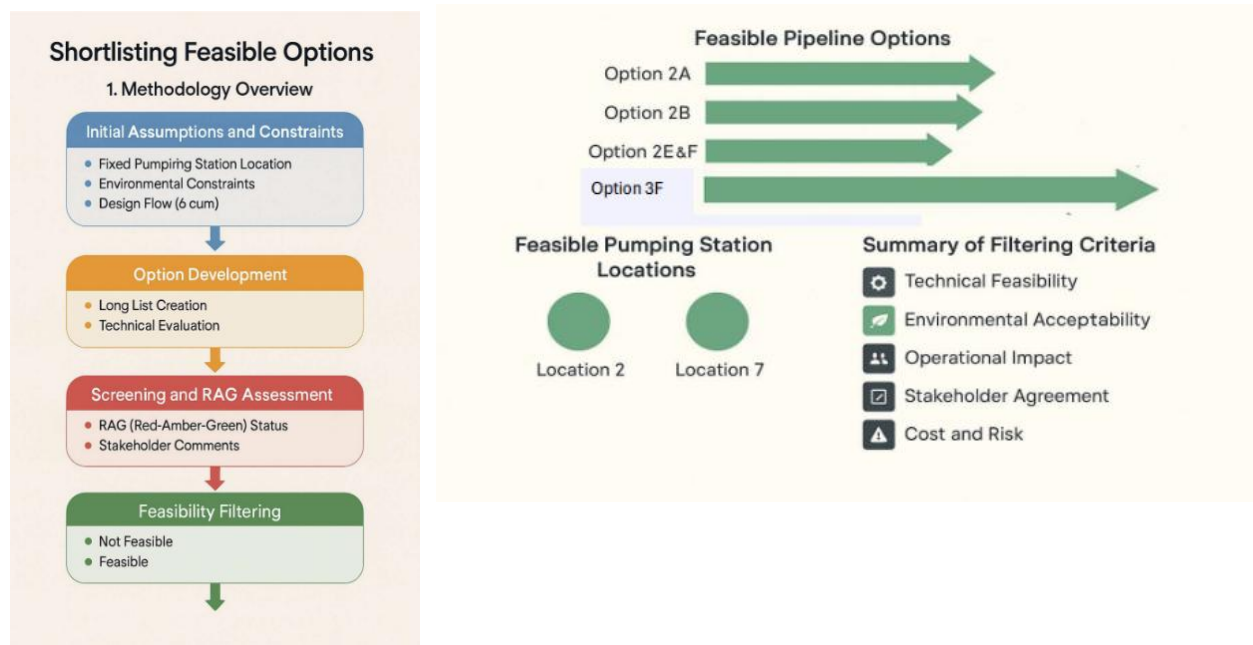 Shortlisting Feasible Options
1. Methodology Overview
Initial Assumptions and Constraints
Fixed Pumpiring Station Location
Environmental Constraints
Design Flow (6 cum)
Option Development
Long List Creation
Technical Evaluation
Screening and RAG Assessment
RAG (Red-Amber-Green) Status
Stakeholder Comments
Feasibility Filtering
Not Feasible
Feasible
Feasible Pipeline Options
Option 2A
Option 2B
Option 2E&F
Option 3F
Feasible Pumping Station
Locations
Location 2
Location 7
Summary of Filtering Criteria
Technical Feasibility
Environmental Acceptability
Operational Impact
Stakeholder Agreement
Cost and Risk